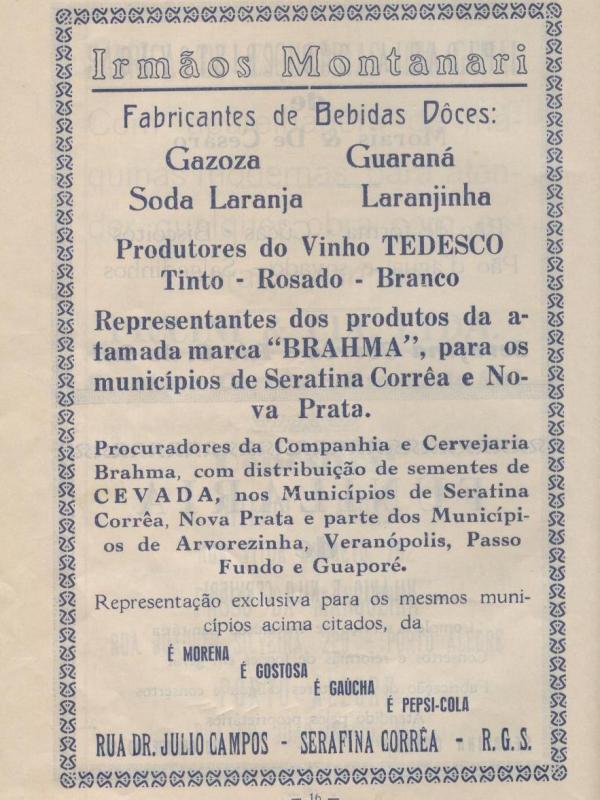 Irmãos Montanari
Fabricantes de Bebidas Dôces:
Gazoza Guaraná
Soda Laranja Laranjinha
Produtores do Vinho TEDESCO
Tinto - Rosado - Branco
Representantes dos produtos da a-
famada marca "BRAHMA", para os
municípios de Serafina Corrêa e No-
va Prata.
Procuradores da Companhia e Cervejaria
Brahma, com distribuição de sementes de
CEVADA, nos Municípios de Serafina
Corrêa, Nova Prata e parte dos Municípi-
os de Arvorezinha, Veranópolis, Passo
Fundo e Guaporé.
Representação exclusiva para os mesmos muni-
cípios acima citados, da
É MORENA
É GOSTOSA
É GAÚCHA
É PEPSI-COLA
RUA DR. JULIO CAMPOS - SERAFINA CORRÊA - R.G.S.
— 16 —